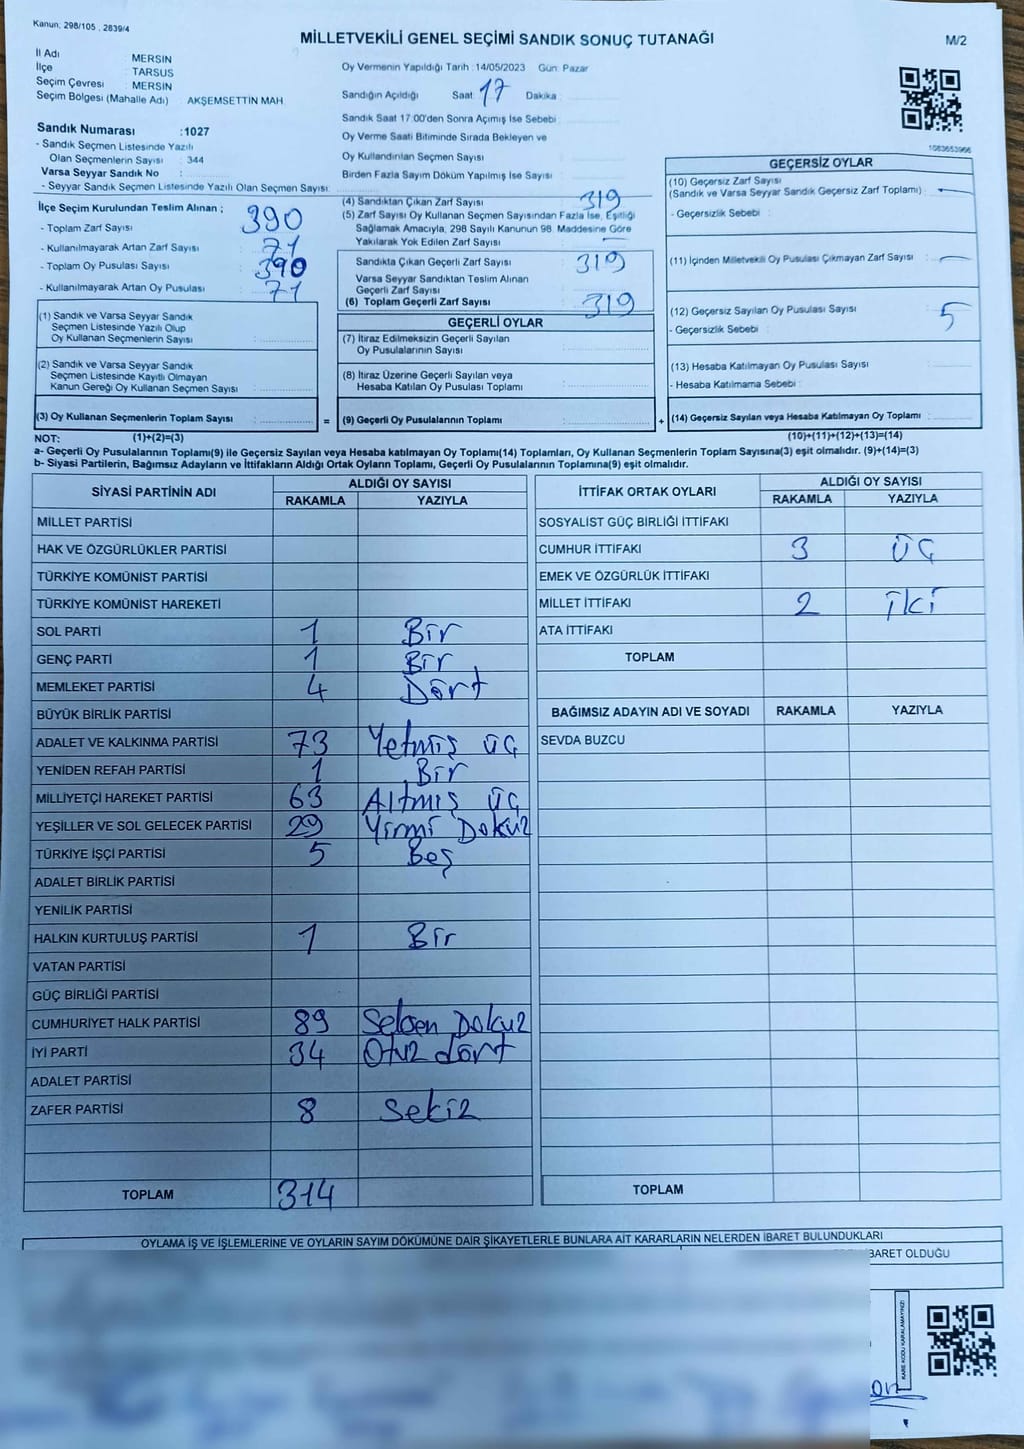 Kanun; 298/105 , 2839/4
MİLLETVEKİLİ GENEL SEÇİMİ SANDIK SONUÇ TUTANAĞI
M/2
İl Adı MERSİN
İlçe : TARSUS
Seçim Çevresi : MERSİN
Seçim Bölgesi (Mahalle Adı) AKŞEMSETTİN MAH
Sandık Numarası :1027
- Sandık Seçmen Listesinde Yazılı
Olan Seçmenlerin Sayısı : 344
Varsa Seyyar Sandık No :
- Seyyar Sandık Seçmen Listesinde Yazılı Olan Seçmen Sayısı:
Oy Vermenin Yapıldığı Tarih :14/05/2023 Gün: Pazar
Sandığın Açıldığı Saat 17 Dakika
Sandık Saat 17.00'den Sonra Açımış İse Sebebi
Oy Verme Saati Bitiminde Sırada Bekleyen ve
Oy Kullandırılan Seçmen Sayısı
Birden Fazla Sayım Döküm Yapılmış İse Sayısı :
1083653966
İlçe Seçim Kurulundan Teslim Alınan ;
- Toplam Zarf Sayısı : 390
- Kullanılmayarak Artan Zarf Sayısı : 71
- Toplam Oy Pusulası Sayısı : 390
- Kullanılmayarak Artan Oy Pusulası : 71
(1) Sandık ve Varsa Seyyar Sandık
Seçmen Listesinde Yazılı Olup
Oy Kullanan Seçmenlerin Sayısı :
(2) Sandık ve Varsa Seyyar Sandık
Seçmen Listesinde Kayıtlı Olmayan
Kanun Gereği Oy Kullanan Seçmen Sayısı :
(3) Oy Kullanan Seçmenlerin Toplam Sayısı :
(4) Sandıktan Çıkan Zarf Sayısı : 319
(5) Zarf Sayısı Oy Kullanan Seçmen Sayısından Fazla İse, Eşitliği
Sağlamak Amacıyla, 298 Sayılı Kanunun 98. Maddesine Göre
Yakılarak Yok Edilen Zarf Sayısı
Sandıkta Çıkan Geçerli Zarf Sayısı : 319
Varsa Seyyar Sandıktan Teslim Alınan
Geçerli Zarf Sayısı
(6) Toplam Geçerli Zarf Sayısı : 319
GEÇERLİ OYLAR
(7) İtiraz Edilmeksizin Geçerli Sayılan
Oy Pusulalarının Sayısı
(8) İtiraz Üzerine Geçerli Sayılan veya
Hesaba Katılan Oy Pusulası Toplamı
= (9) Geçerli Oy Pusulalarının Toplamı
GEÇERSİZ OYLAR
(10) Geçersiz Zarf Sayısı
(Sandık ve Varsa Seyyar Sandık Geçersiz Zarf Toplamı) :
- Geçersizlik Sebebi :
(11) İçinden Milletvekili Oy Pusulası Çıkmayan Zarf Sayısı :
(12) Geçersiz Sayılan Oy Pusulası Sayısı : 5
- Geçersizlik Sebebi :
(13) Hesaba Katılmayan Oy Pusulası Sayısı
- Hesaba Katılmama Sebebi
+ (14) Geçersiz Sayılan veya Hesaba Katılmayan Oy Toplamı :
NOT: (1)+(2)=(3) (10)+(11)+(12)+(13)=(14)
a- Geçerli Oy Pusulalarının Toplamı(9) ile Geçersiz Sayılan veya Hesaba katılmayan Oy Toplamı(14) Toplamları, Oy Kullanan Seçmenlerin Toplam Sayısına(3) eşit olmalıdır. (9)+(14)=(3)
b- Siyasi Partilerin, Bağımsız Adayların ve İttifakların Aldığı Ortak Oyların Toplamı, Geçerli Oy Pusulalarının Toplamına(9) eşit olmalıdır.
SİYASİ PARTİNİN ADI ALDIĞI OY SAYISI
RAKAMLA YAZIYLA
MİLLET PARTİSİ
HAK VE ÖZGÜRLÜKLER PARTİSİ
TÜRKİYE KOMÜNİST PARTİSİ
TÜRKİYE KOMÜNİST HAREKETİ
SOL PARTİ 1 Bir
GENÇ PARTİ 1 Bir
MEMLEKET PARTİSİ 4 Dört
BÜYÜK BİRLİK PARTİSİ
ADALET VE KALKINMA PARTİSİ 73 Yetmiş üç
YENİDEN REFAH PARTİSİ 1 Bir
MİLLİYETÇİ HAREKET PARTİSİ 63 Altmış üç
YEŞİLLER VE SOL GELECEK PARTİSİ 29 Yirmi Dokuz
TÜRKİYE İŞÇİ PARTİSİ 5 Beş
ADALET BİRLİK PARTİSİ
YENİLİK PARTİSİ
HALKIN KURTULUŞ PARTİSİ 1 Bir
VATAN PARTİSİ
GÜÇ BİRLİĞİ PARTİSİ
CUMHURİYET HALK PARTİSİ 89 Seksen Dokuz
İYİ PARTİ 34 Otuz dört
ADALET PARTİSİ
ZAFER PARTİSİ 8 Sekiz
TOPLAM 314
İTTİFAK ORTAK OYLARI ALDIĞI OY SAYISI
RAKAMLA YAZIYLA
SOSYALİST GÜÇ BİRLİĞİ İTTİFAKI
CUMHUR İTTİFAKI 3 ÜÇ
EMEK VE ÖZGÜRLÜK İTTİFAKI
MİLLET İTTİFAKI 2 İki
ATA İTTİFAKI
TOPLAM
BAĞIMSIZ ADAYIN ADI VE SOYADI RAKAMLA YAZIYLA
SEVDA BUZCU
TOPLAM
OYLAMA İŞ VE İŞLEMLERİNE VE OYLARIN SAYIM DÖKÜMÜNE DAİR ŞİKAYETLERLE BUNLARA AİT KARARLARIN NELERDEN İBARET BULUNDUKLARI
BARET OLDUĞU
KARE KODU KARALAMAYINIZ!